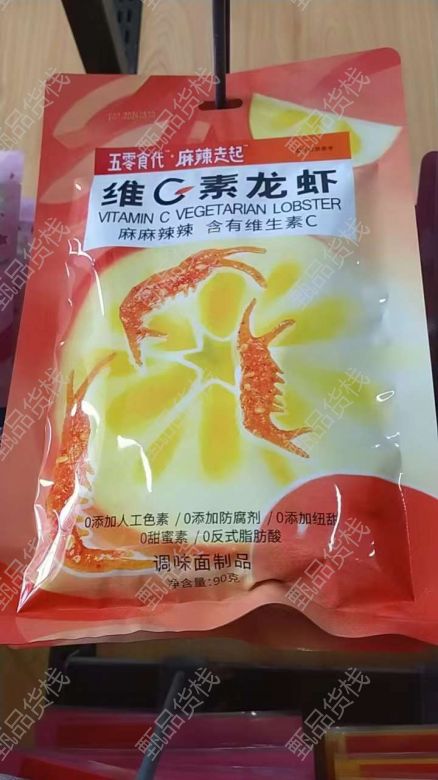 五零食代 麻辣走起
维C素龙虾
VITAMIN C VEGETARIAN LOBSTER
麻麻辣辣 含有维生素C
0添加人工色素 / 0添加防腐剂 / 0添加纽甜
0甜蜜素 / 0反式脂肪酸
调味面制品
净含量:90克
甄品货栈